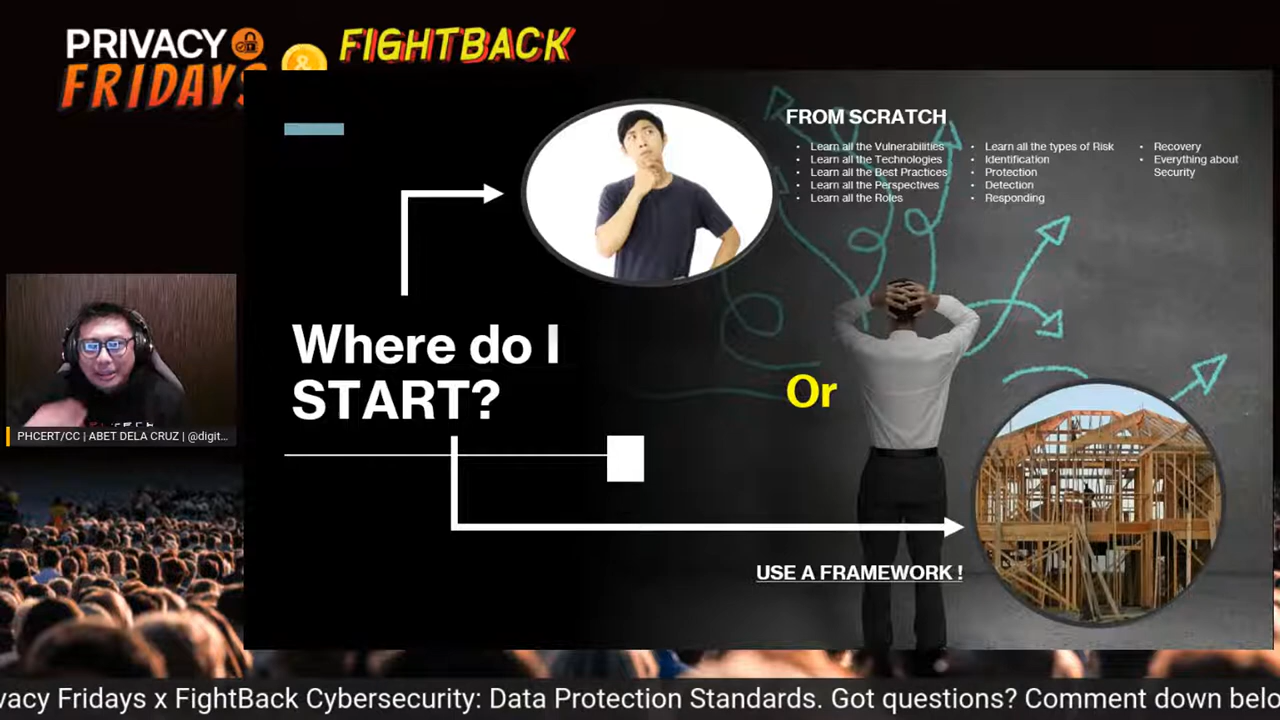 PRIVACY
FRIDAYS
&
FIGHTBACK
FROM SCRATCH
• Learn all the Vulnerabilities
• Learn all the Technologies
• Learn all the Best Practices
• Learn all the Perspectives
• Learn all the Roles
• Learn all the types of Risk
• Identification
• Protection
• Detection
• Responding
• Recovery
• Everything about
Security
Where do I
START?
Or
USE A FRAMEWORK !
PHCERT/CC | ABET DELA CRUZ | @digit...
vacy Fridays x FightBack Cybersecurity: Data Protection Standards. Got questions? Comment down belo